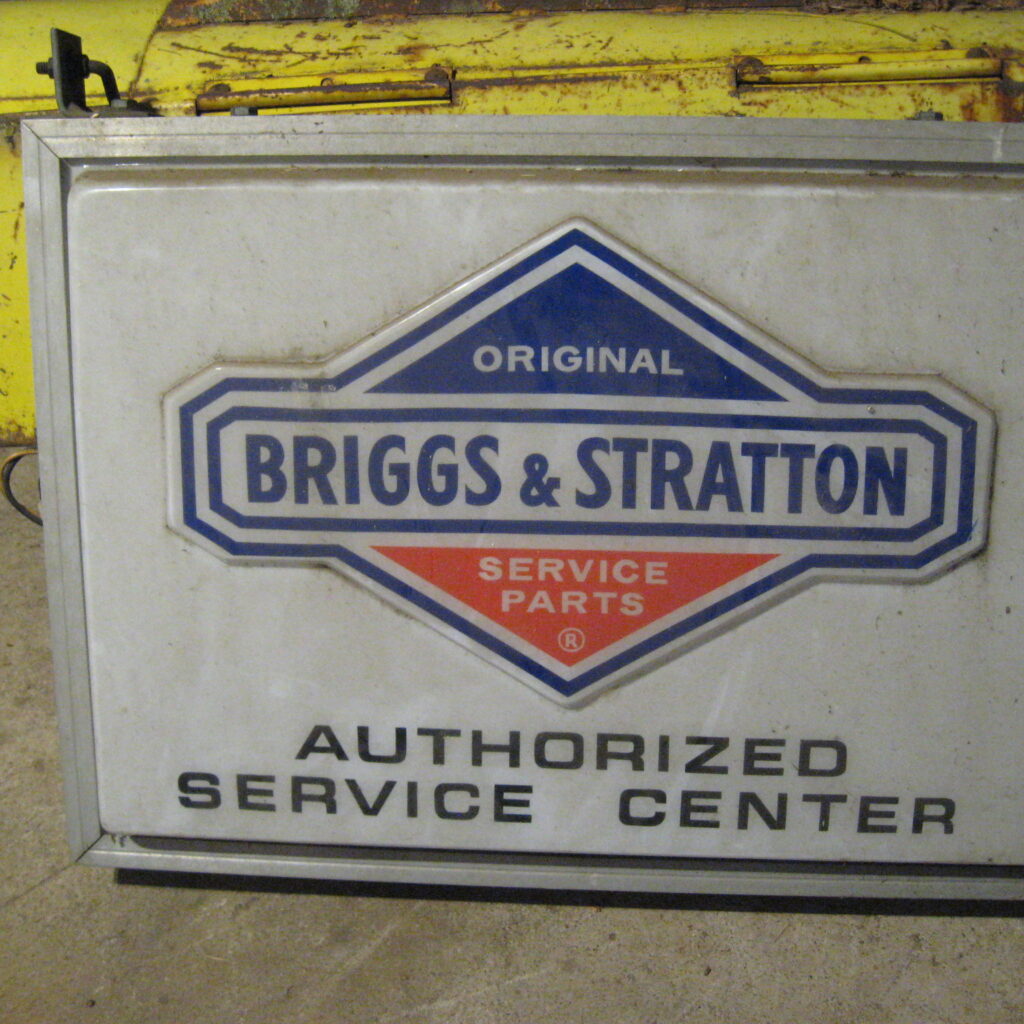 ORIGINAL
BRIGGS & STRATTON
SERVICE
PARTS
®
AUTHORIZED
SERVICE CENTER